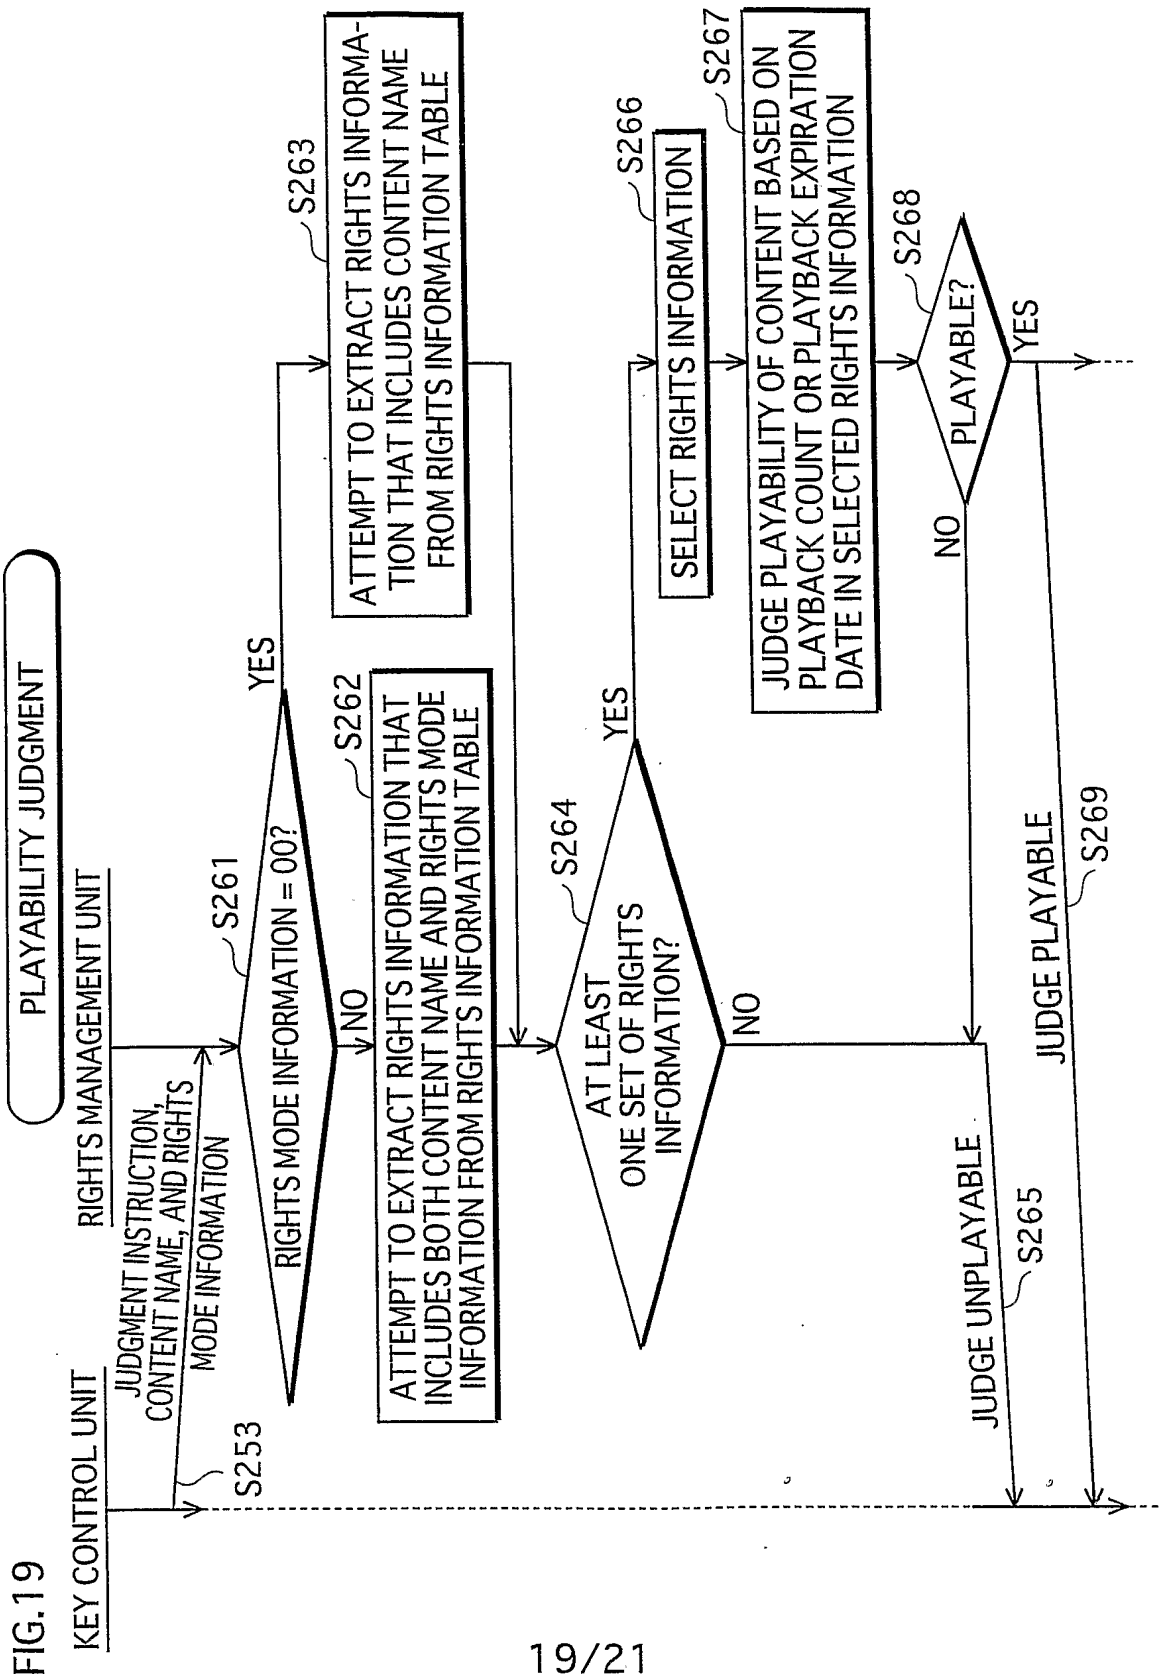 FIG.19
PLAYABILITY JUDGMENT
KEY CONTROL UNIT
RIGHTS MANAGEMENT UNIT
JUDGMENT INSTRUCTION,
CONTENT NAME, AND RIGHTS
MODE INFORMATION
S253
S261
RIGHTS MODE INFORMATION = 00?
YES
NO
S262
ATTEMPT TO EXTRACT RIGHTS INFORMATION THAT
INCLUDES BOTH CONTENT NAME AND RIGHTS MODE
INFORMATION FROM RIGHTS INFORMATION TABLE
S263
ATTEMPT TO EXTRACT RIGHTS INFORMA-
TION THAT INCLUDES CONTENT NAME
FROM RIGHTS INFORMATION TABLE
S264
AT LEAST
ONE SET OF RIGHTS
INFORMATION?
YES
NO
S266
SELECT RIGHTS INFORMATION
S267
JUDGE PLAYABILITY OF CONTENT BASED ON
PLAYBACK COUNT OR PLAYBACK EXPIRATION
DATE IN SELECTED RIGHTS INFORMATION
S268
PLAYABLE?
NO
YES
JUDGE UNPLAYABLE
S265
JUDGE PLAYABLE
S269
19/21